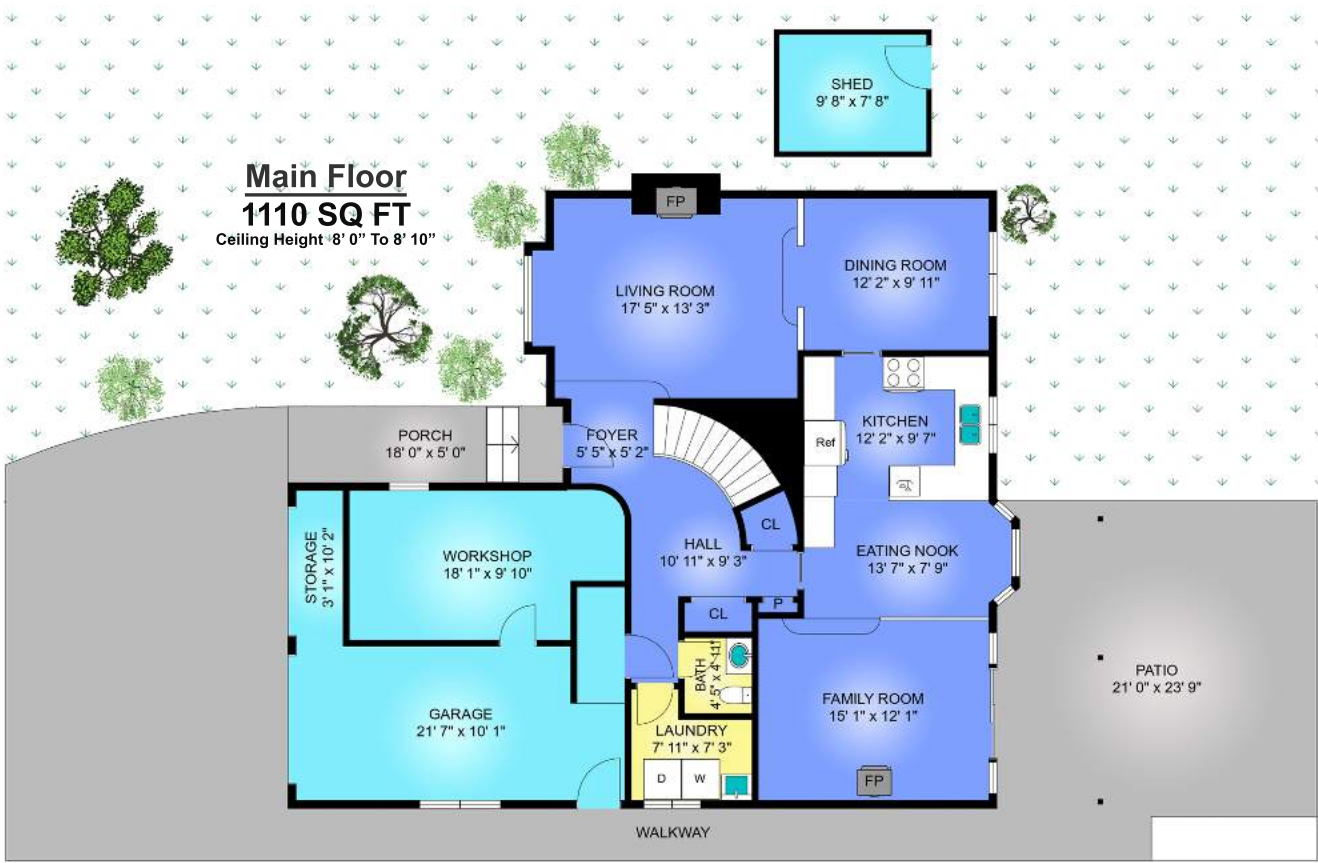 SHED
9' 8" x 7' 8"
Main Floor
1110 SQ FT
Ceiling Height 8' 0" To 8' 10"
FP
LIVING ROOM
17' 5" x 13' 3"
DINING ROOM
12' 2" x 9' 11"
PORCH
18' 0" x 5' 0"
FOYER
5' 5" x 5' 2"
KITCHEN
12' 2" x 9' 7"
Ref
CL
STORAGE
3' 1" x 10' 2"
WORKSHOP
18' 1" x 9' 10"
HALL
10' 11" x 9' 3"
EATING NOOK
13' 7" x 7' 9"
CL
P
BATH
4' 5" x 4' 11"
GARAGE
21' 7" x 10' 1"
LAUNDRY
7' 11" x 7' 3"
D
W
FAMILY ROOM
15' 1" x 12' 1"
FP
PATIO
21' 0" x 23' 9"
WALKWAY